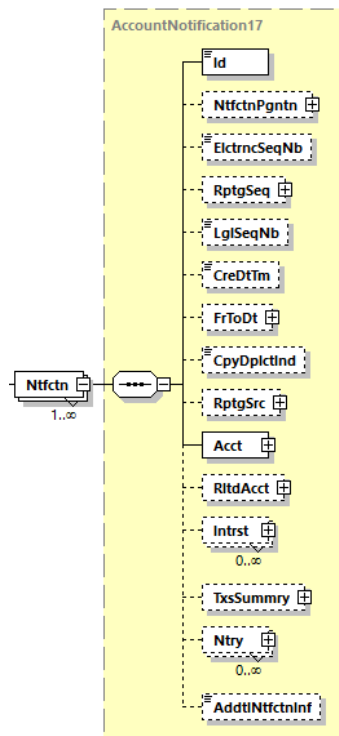 AccountNotification17
Id
NtfctnPgntn
ElctrncSeqNb
RptgSeq
LglSeqNb
CreDtTm
FrToDt
CpyDplctInd
Ntfctn
1..∞
RptgSrc
Acct
RltdAcct
Intrst
0..∞
TxsSummry
Ntry
0..∞
AddtlNtfctnInf